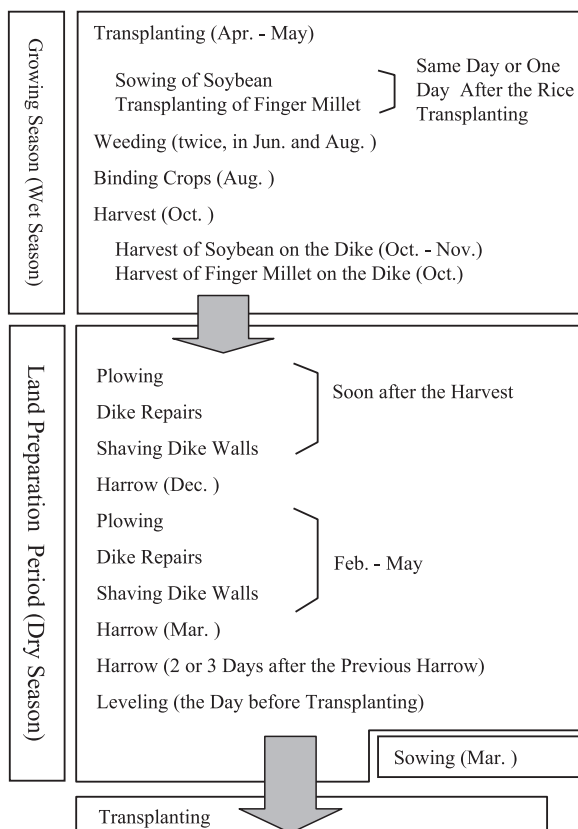 Growing Season (Wet Season)
Transplanting (Apr. - May)
Sowing of Soybean
Transplanting of Finger Millet
Same Day or One
Day After the Rice
Transplanting
Weeding (twice, in Jun. and Aug. )
Binding Crops (Aug. )
Harvest (Oct. )
Harvest of Soybean on the Dike (Oct. - Nov.)
Harvest of Finger Millet on the Dike (Oct.)
Land Preparation Period (Dry Season)
Plowing
Dike Repairs
Shaving Dike Walls
Soon after the Harvest
Harrow (Dec. )
Plowing
Dike Repairs
Shaving Dike Walls
Feb. - May
Harrow (Mar. )
Harrow (2 or 3 Days after the Previous Harrow)
Leveling (the Day before Transplanting)
Sowing (Mar. )
Transplanting